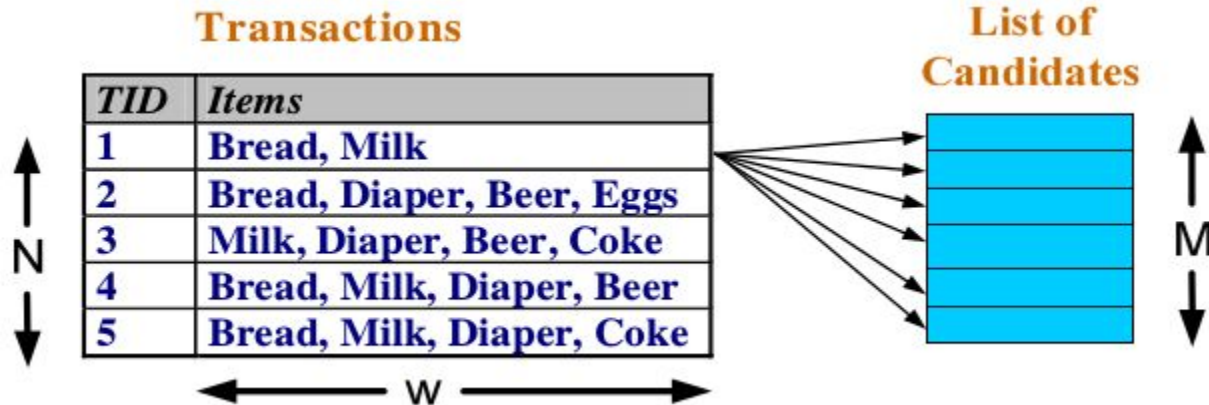 Transactions
List of
Candidates
TID Items
1 Bread, Milk
2 Bread, Diaper, Beer, Eggs
3 Milk, Diaper, Beer, Coke
4 Bread, Milk, Diaper, Beer
5 Bread, Milk, Diaper, Coke
N
M
w